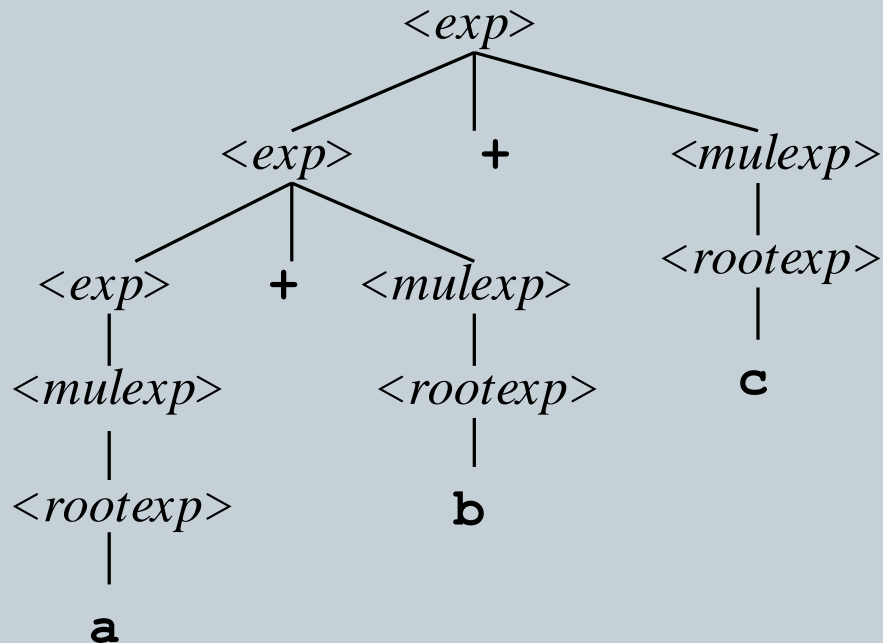 <exp>
<exp> + <mulexp>
<rootexp>
<exp> + <mulexp>
c
<mulexp> <rootexp>
<rootexp> b
a